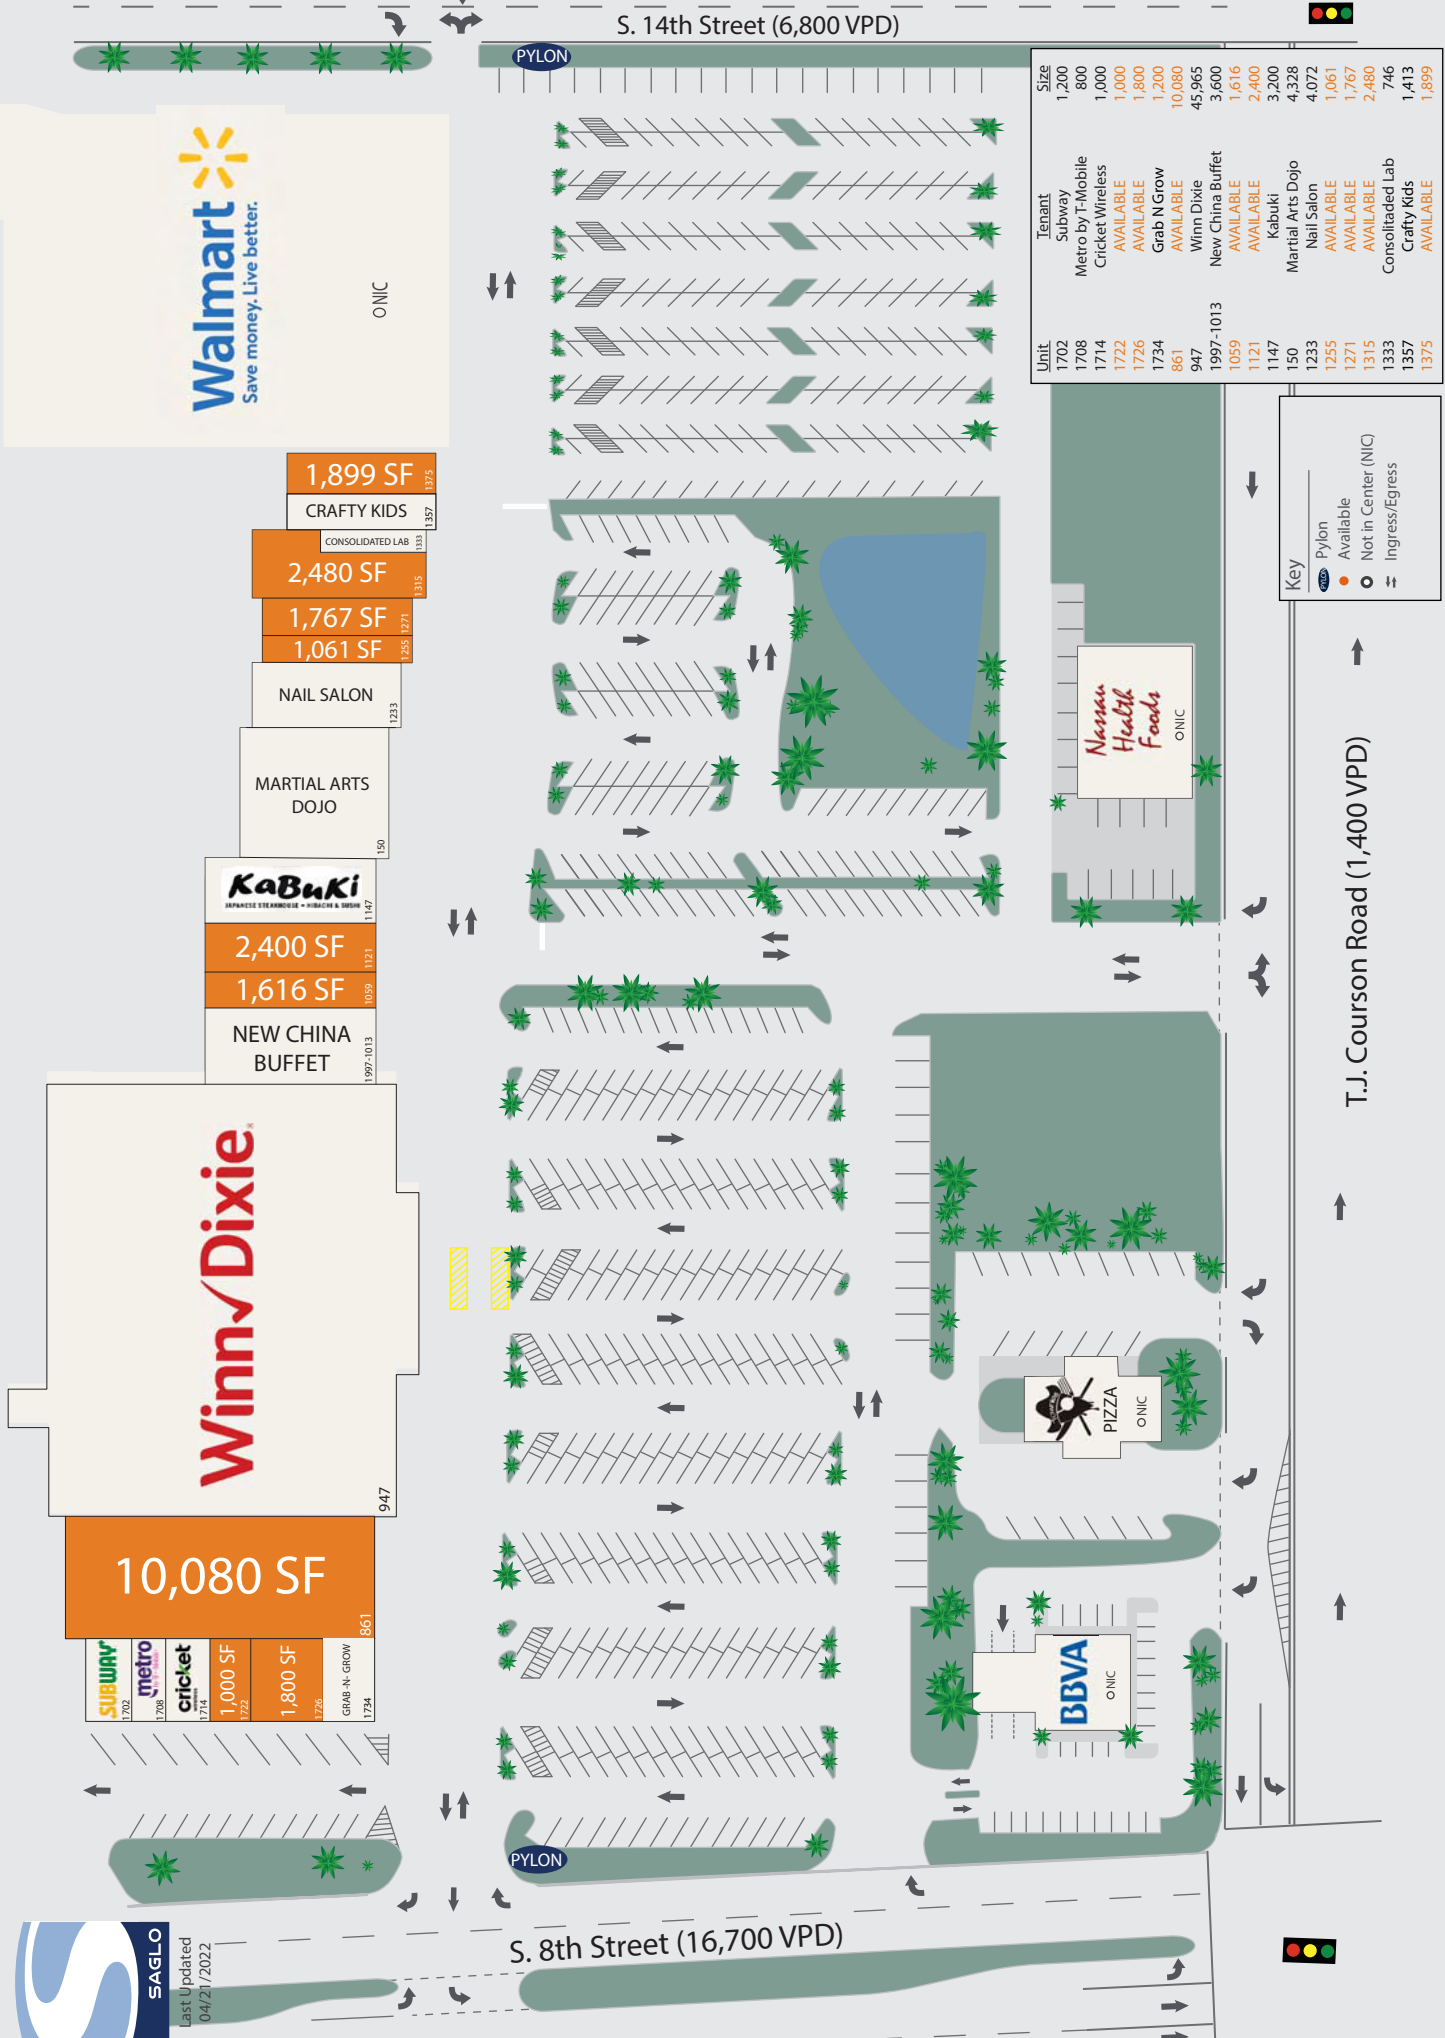 S. 14th Street (6,800 VPD)
PYLON
Walmart
Save money. Live better.
NIC
1,899 SF
1375
CRAFTY KIDS
1357
CONSOLIDATED LAB
1333
2,480 SF
1315
1,767 SF
1271
1,061 SF
1255
NAIL SALON
1233
MARTIAL ARTS
DOJO
150
KaBuKi
JAPANESE STEAKHOUSE • HIBACHI & SUSHI
1147
2,400 SF
1121
1,616 SF
1059
NEW CHINA
BUFFET
1997-1013
Winn Dixie
947
10,080 SF
861
SUBWAY
1702
metro
1708
cricket
1714
1,000 SF
1722
1,800 SF
1726
GRAB -N- GROW
1734
Unit Tenant Size
1702 Subway 1,200
1708 Metro by T-Mobile 800
1714 Cricket Wireless 1,000
1722 AVAILABLE 1,000
1726 AVAILABLE 1,800
1734 Grab N Grow 1,200
861 AVAILABLE 10,080
947 Winn Dixie 45,965
1997-1013 New China Buffet 3,600
1059 AVAILABLE 1,616
1121 AVAILABLE 2,400
1147 Kabuki 3,200
150 Martial Arts Dojo 4,328
1233 Nail Salon 4.072
1255 AVAILABLE 1,061
1271 AVAILABLE 1,767
1315 AVAILABLE 2,480
1333 Consolitaded Lab 746
1357 Crafty Kids 1,413
1375 AVAILABLE 1,899
Key
PYLON Pylon
Available
Not in Center (NIC)
Ingress/Egress
Nassau
Health
Foods
NIC
T.J. Courson Road (1,400 VPD)
PIZZA
NIC
BBVA
NIC
PYLON
S. 8th Street (16,700 VPD)
SAGLO
Last Updated
04/21/2022